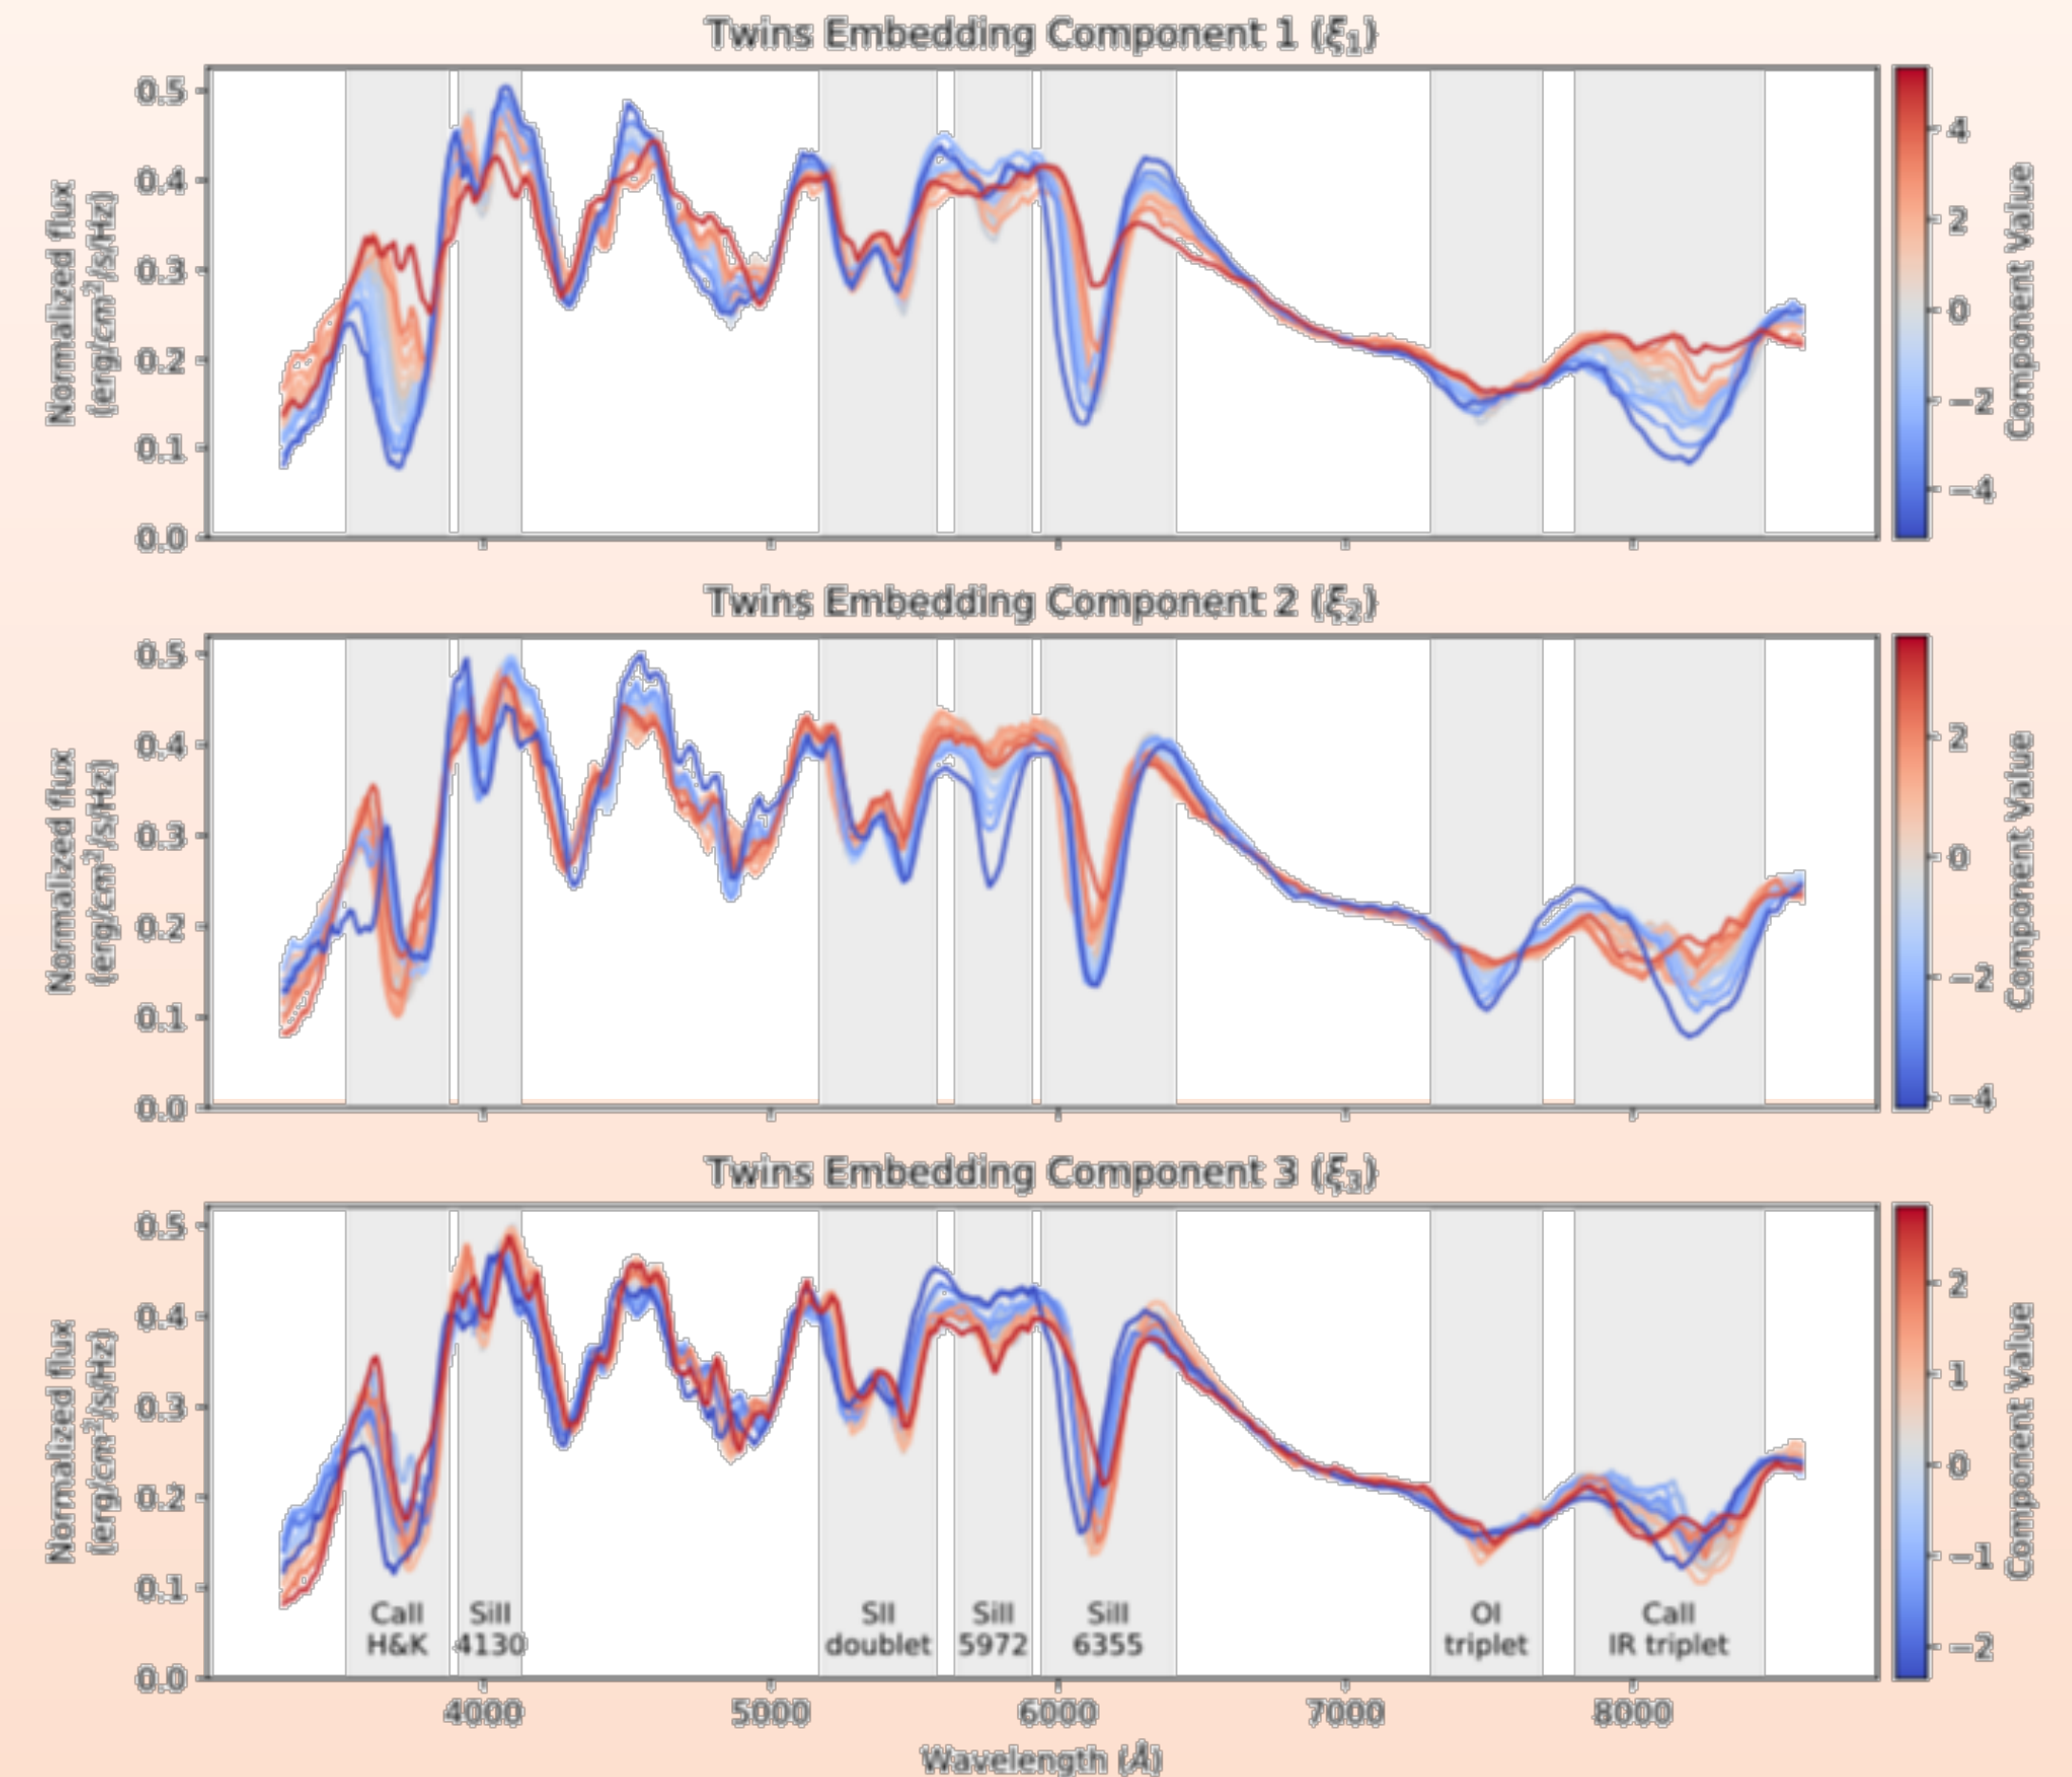 Twins Embedding Component 1 (ξ1)
Normalized flux
(erg/cm²/s/Hz)
0.5
0.4
0.3
0.2
0.1
0.0
4
2
0
−2
−4
Component Value
Twins Embedding Component 2 (ξ2)
Normalized flux
(erg/cm²/s/Hz)
0.5
0.4
0.3
0.2
0.1
0.0
2
0
−2
−4
Component Value
Twins Embedding Component 3 (ξ3)
Normalized flux
(erg/cm²/s/Hz)
0.5
0.4
0.3
0.2
0.1
0.0
CaII
H&K
SiII
4130
SII
doublet
SiII
5972
SiII
6355
OI
triplet
CaII
IR triplet
2
1
0
−1
−2
Component Value
4000 5000 6000 7000 8000
Wavelength (Å)